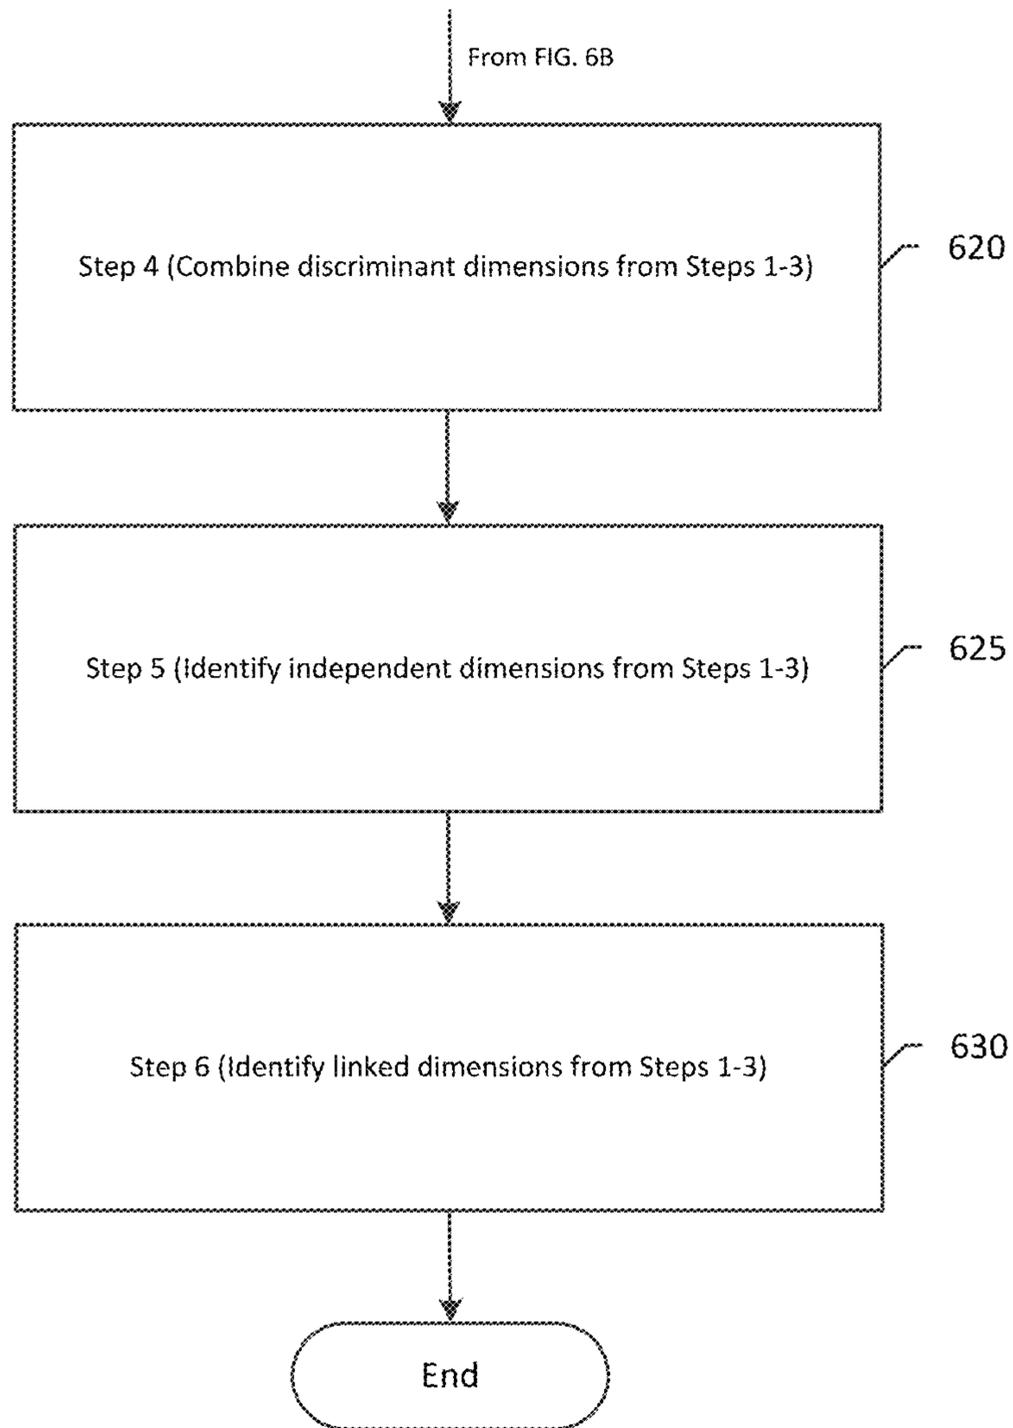 From FIG. 6B
Step 4 (Combine discriminant dimensions from Steps 1-3)
620
Step 5 (Identify independent dimensions from Steps 1-3)
625
Step 6 (Identify linked dimensions from Steps 1-3)
630
End